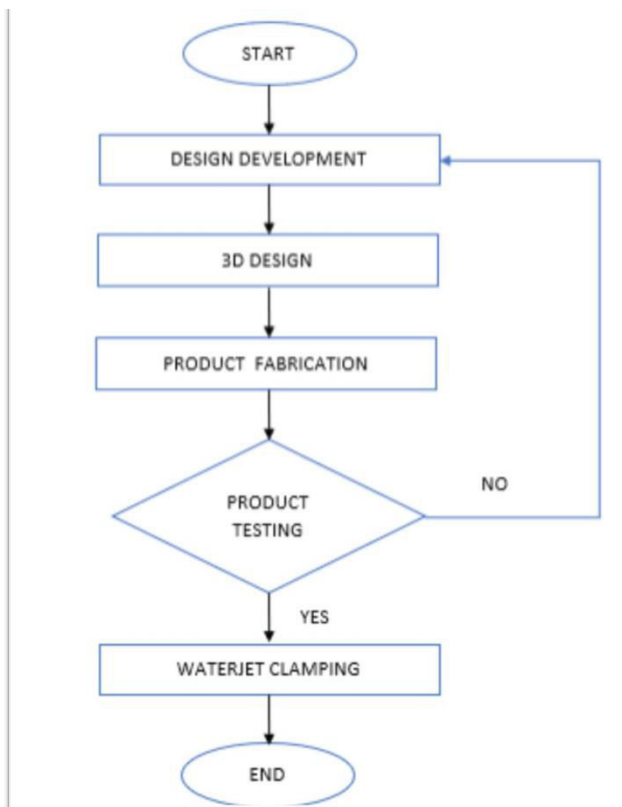 START
DESIGN DEVELOPMENT
3D DESIGN
PRODUCT FABRICATION
PRODUCT
TESTING
NO
YES
WATERJET CLAMPING
END